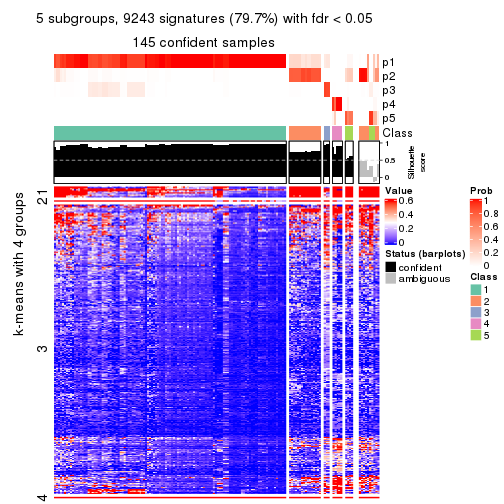 5 subgroups, 9243 signatures (79.7%) with fdr < 0.05
145 confident samples
p1
p2
p3
p4
p5
Class
1
0.5
0
Silhouette
score
k-means with 4 groups
1
2
3
4
Value
0.6
0.4
0.2
0
Status (barplots)
confident
ambiguous
Prob
1
0.8
0.6
0.4
0.2
0
Class
1
2
3
4
5